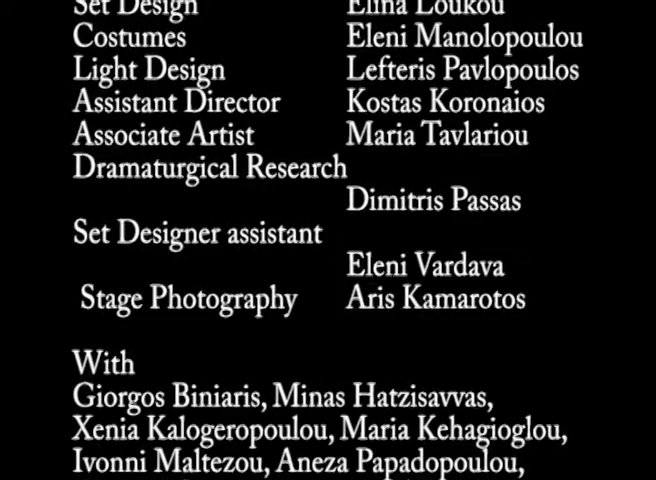 Set Design Elina Loukou
Costumes Eleni Manolopoulou
Light Design Lefteris Pavlopoulos
Assistant Director Kostas Koronaios
Associate Artist Maria Tavlariou
Dramaturgical Research
Dimitris Passas
Set Designer assistant
Eleni Vardava
Stage Photography Aris Kamarotos
With
Giorgos Biniaris, Minas Hatzisavvas,
Xenia Kalogeropoulou, Maria Kehagioglou,
Ivonni Maltezou, Aneza Papadopoulou,